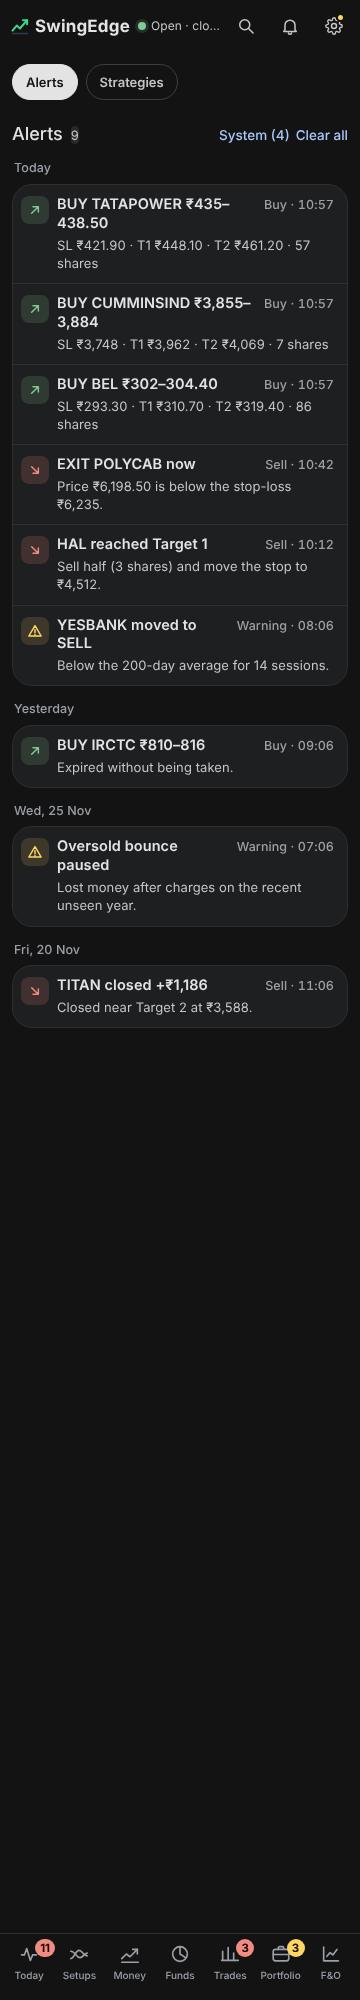 SwingEdge
Open · clo...
Alerts
Strategies
Alerts 9
System (4) Clear all
Today
BUY TATAPOWER ₹435–
438.50
Buy · 10:57
SL ₹421.90 · T1 ₹448.10 · T2 ₹461.20 · 57
shares
BUY CUMMINSIND ₹3,855–
3,884
Buy · 10:57
SL ₹3,748 · T1 ₹3,962 · T2 ₹4,069 · 7 shares
BUY BEL ₹302–304.40
Buy · 10:57
SL ₹293.30 · T1 ₹310.70 · T2 ₹319.40 · 86
shares
EXIT POLYCAB now
Sell · 10:42
Price ₹6,198.50 is below the stop-loss
₹6,235.
HAL reached Target 1
Sell · 10:12
Sell half (3 shares) and move the stop to
₹4,512.
YESBANK moved to
SELL
Warning · 08:06
Below the 200-day average for 14 sessions.
Yesterday
BUY IRCTC ₹810–816
Buy · 09:06
Expired without being taken.
Wed, 25 Nov
Oversold bounce
paused
Warning · 07:06
Lost money after charges on the recent
unseen year.
Fri, 20 Nov
TITAN closed +₹1,186
Sell · 11:06
Closed near Target 2 at ₹3,588.
11
3
3
Today
Setups
Money
Funds
Trades
Portfolio
F&O